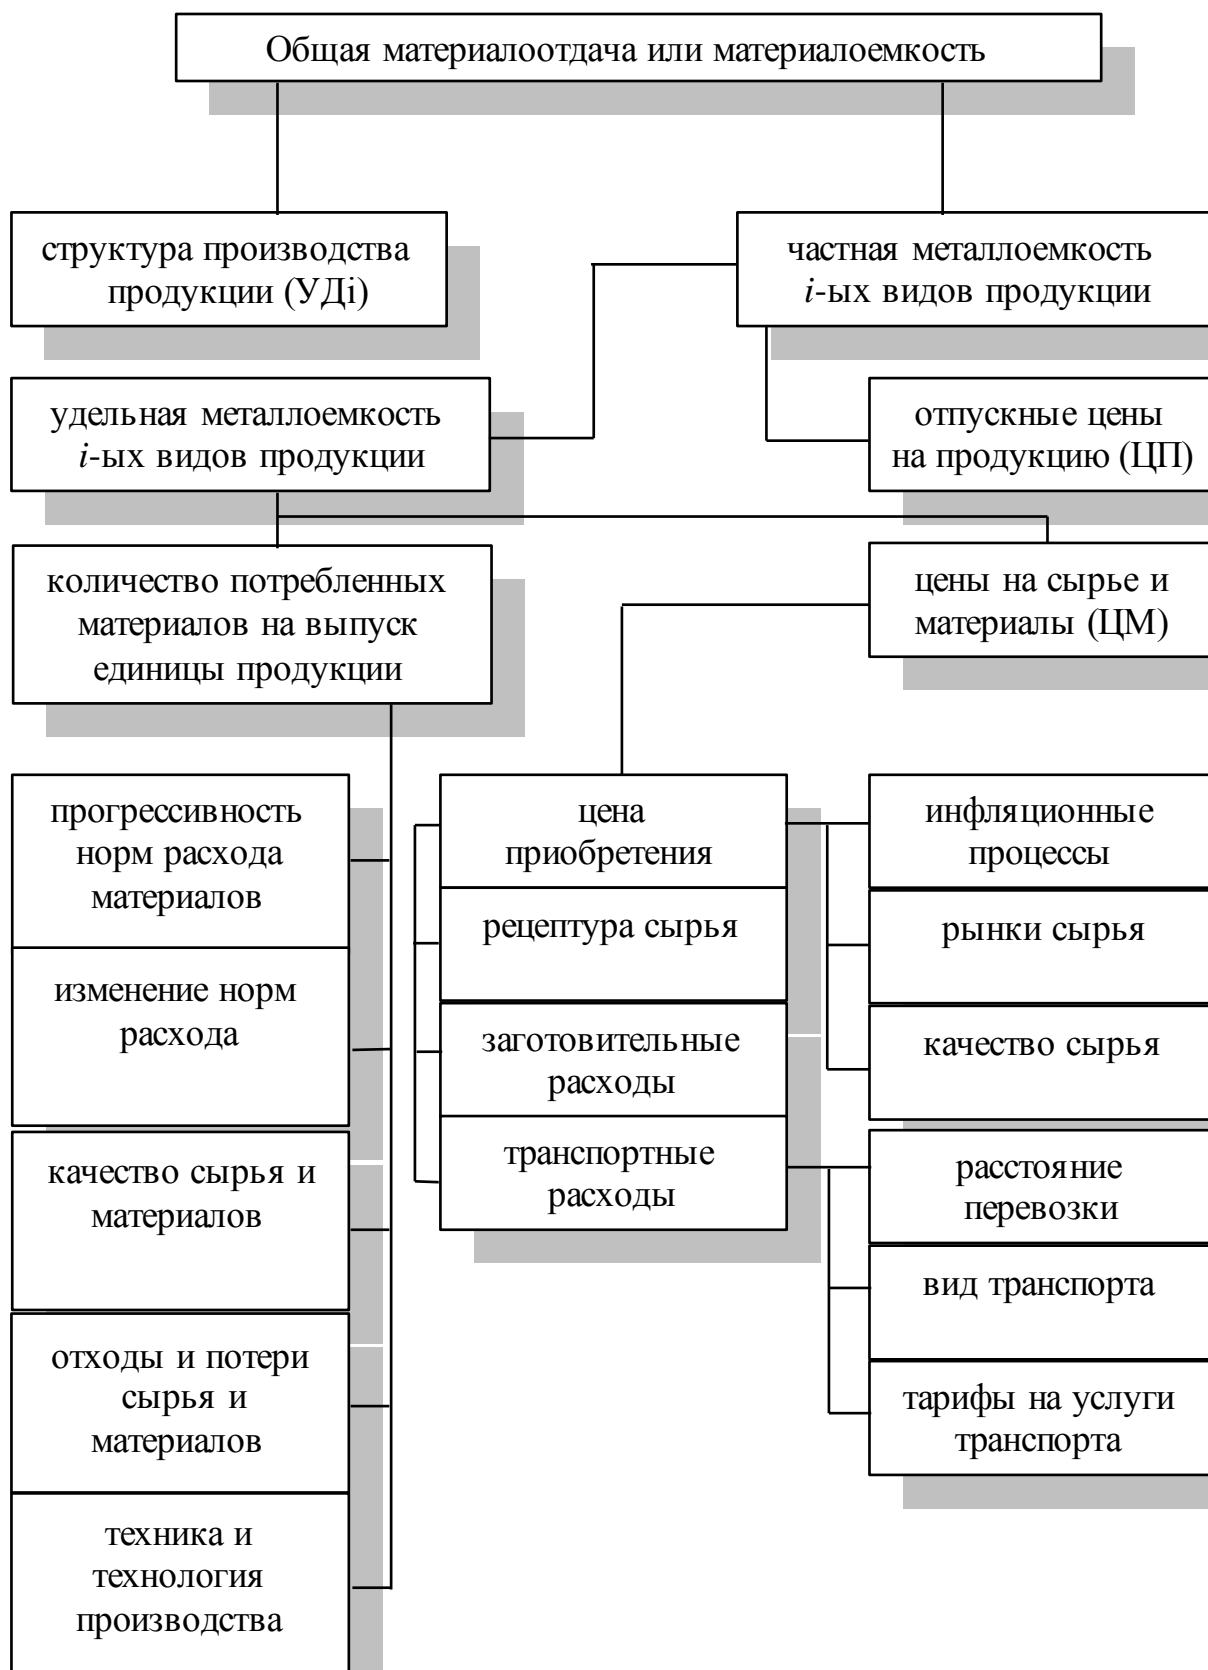 Общая материалоотдача или материалоемкость
структура производства
продукции (УДi)
частная металлоемкость
i-ых видов продукции
удельная металлоемкость
i-ых видов продукции
отпускные цены
на продукцию (ЦП)
количество потребленных
материалов на выпуск
единицы продукции
цены на сырье и
материалы (ЦМ)
прогрессивность
норм расхода
материалов
изменение норм
расхода
качество сырья и
материалов
отходы и потери
сырья и
материалов
техника и
технология
производства
цена
приобретения
рецептура сырья
заготовительные
расходы
транспортные
расходы
инфляционные
процессы
рынки сырья
качество сырья
расстояние
перевозки
вид транспорта
тарифы на услуги
транспорта